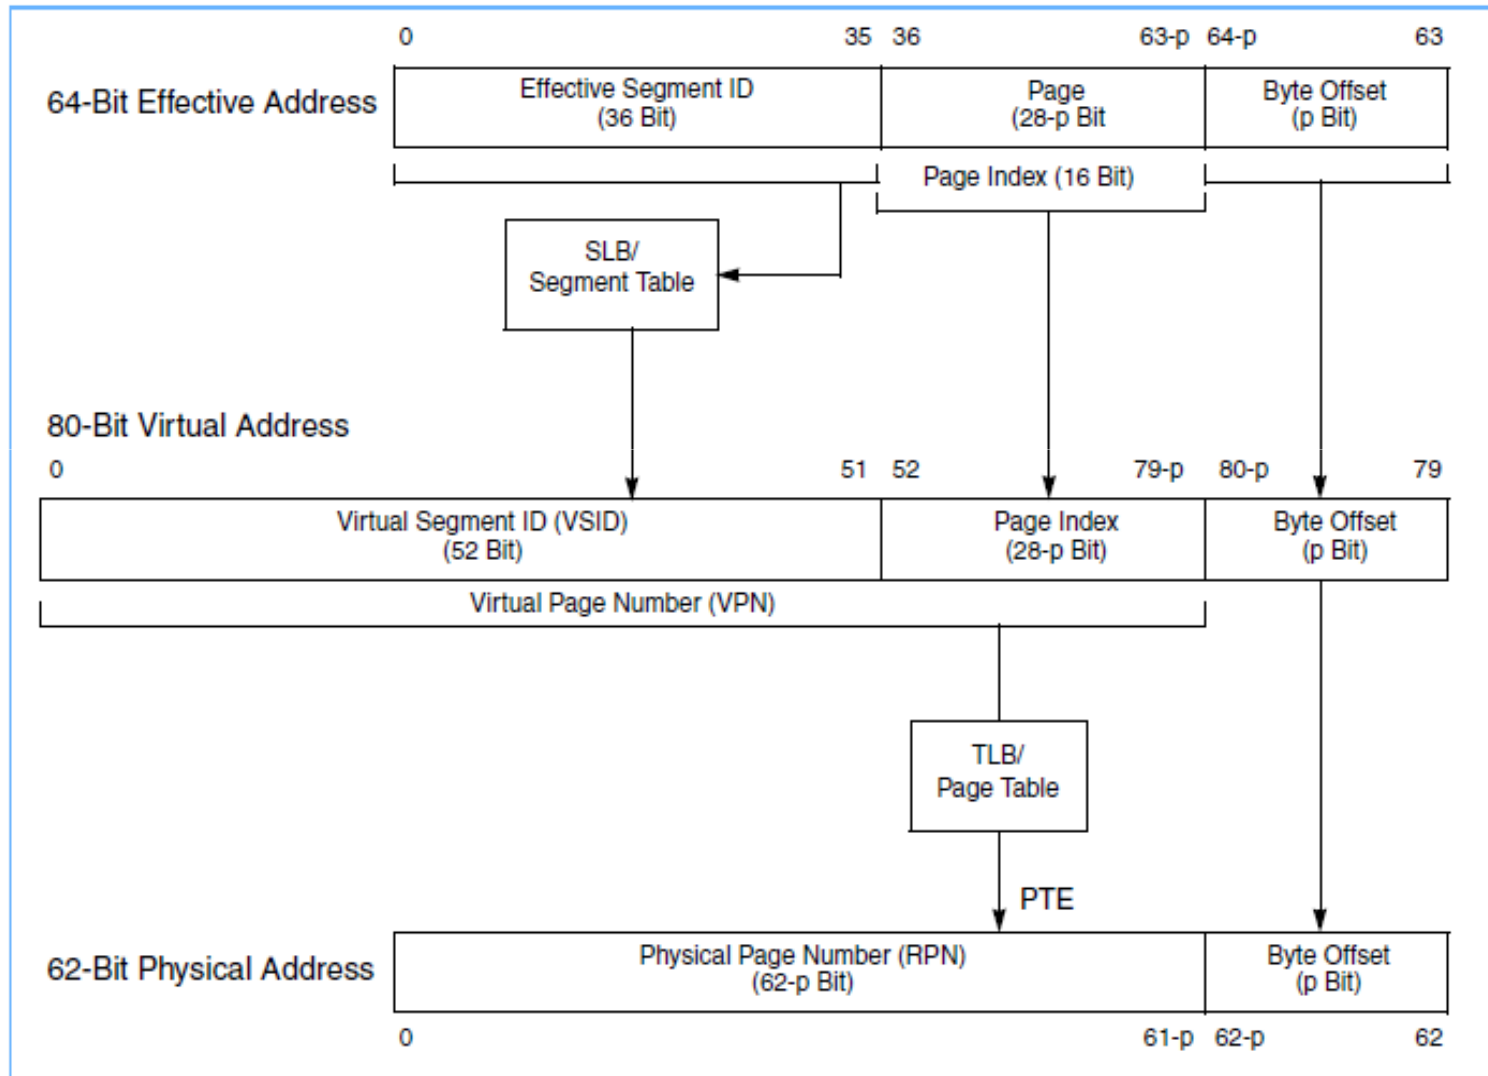 0 35 36 63-p 64-p 63
64-Bit Effective Address
Effective Segment ID
(36 Bit)
Page
(28-p Bit
Byte Offset
(p Bit)
Page Index (16 Bit)
SLB/
Segment Table
80-Bit Virtual Address
0 51 52 79-p 80-p 79
Virtual Segment ID (VSID)
(52 Bit)
Page Index
(28-p Bit)
Byte Offset
(p Bit)
Virtual Page Number (VPN)
TLB/
Page Table
PTE
62-Bit Physical Address
Physical Page Number (RPN)
(62-p Bit)
Byte Offset
(p Bit)
0 61-p 62-p 62